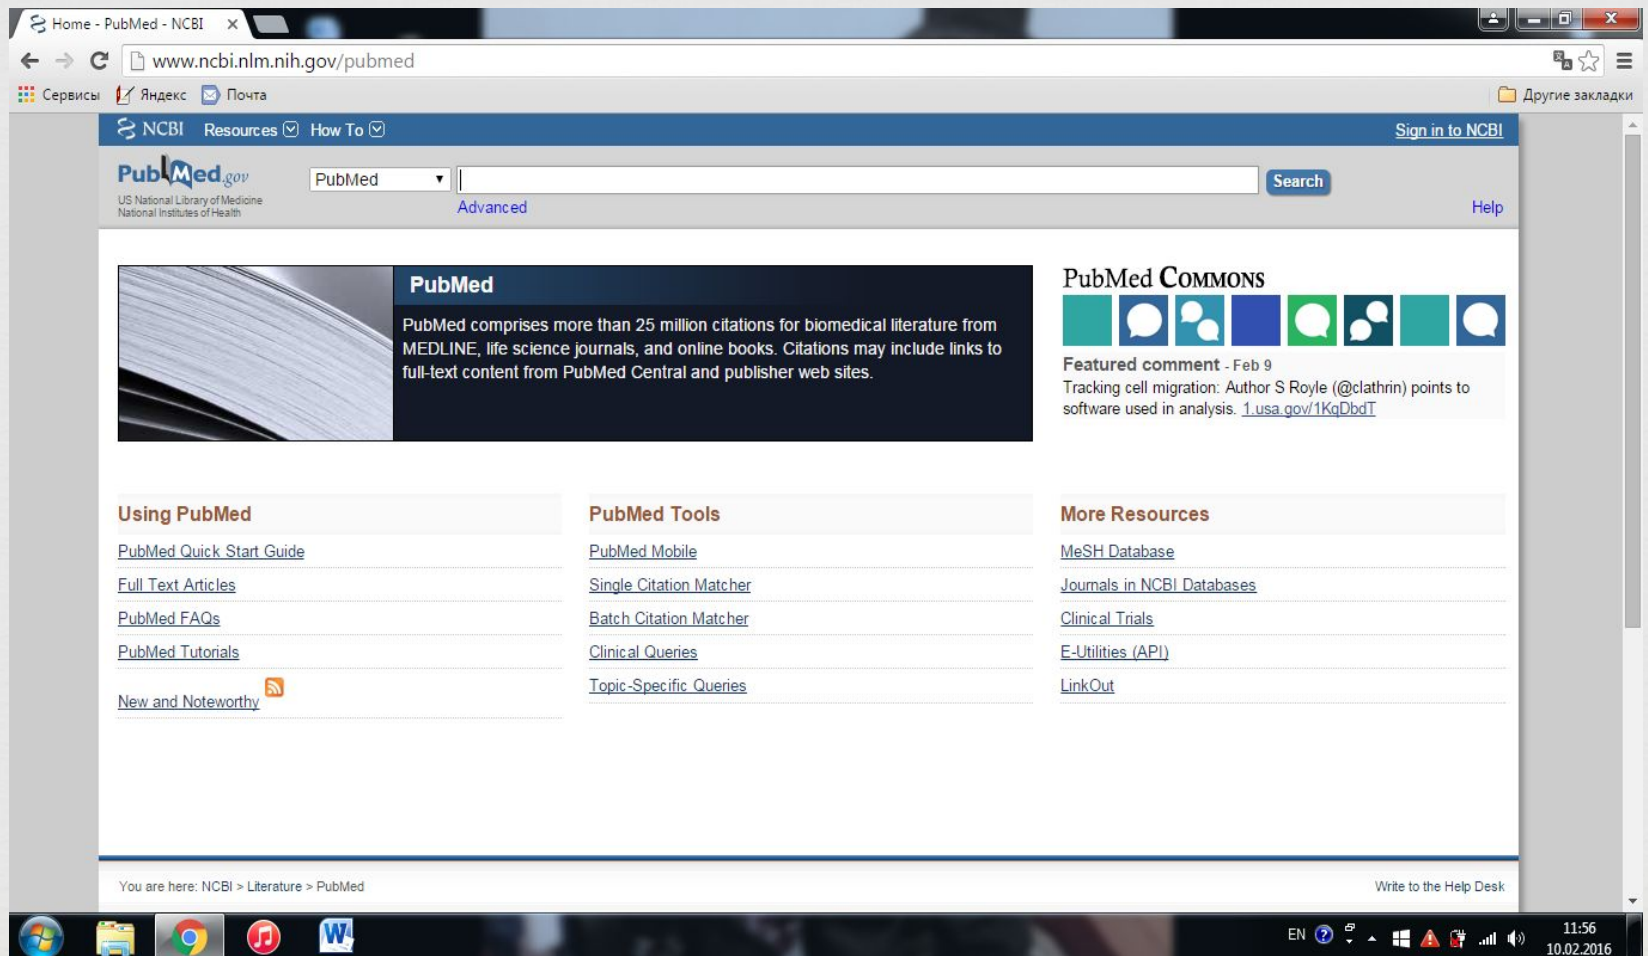 Home - PubMed - NCBI
www.ncbi.nlm.nih.gov/pubmed
Сервисы Яндекс Почта Другие закладки
NCBI Resources How To Sign in to NCBI
PubMed.gov
US National Library of Medicine
National Institutes of Health
PubMed
Search
Advanced
Help
PubMed
PubMed comprises more than 25 million citations for biomedical literature from
MEDLINE, life science journals, and online books. Citations may include links to
full-text content from PubMed Central and publisher web sites.
PubMed COMMONS
Featured comment - Feb 9
Tracking cell migration: Author S Royle (@clathrin) points to
software used in analysis. 1.usa.gov/1KqDbdT
Using PubMed
PubMed Quick Start Guide
Full Text Articles
PubMed FAQs
PubMed Tutorials
New and Noteworthy
PubMed Tools
PubMed Mobile
Single Citation Matcher
Batch Citation Matcher
Clinical Queries
Topic-Specific Queries
More Resources
MeSH Database
Journals in NCBI Databases
Clinical Trials
E-Utilities (API)
LinkOut
You are here: NCBI > Literature > PubMed
Write to the Help Desk
EN
11:56
10.02.2016